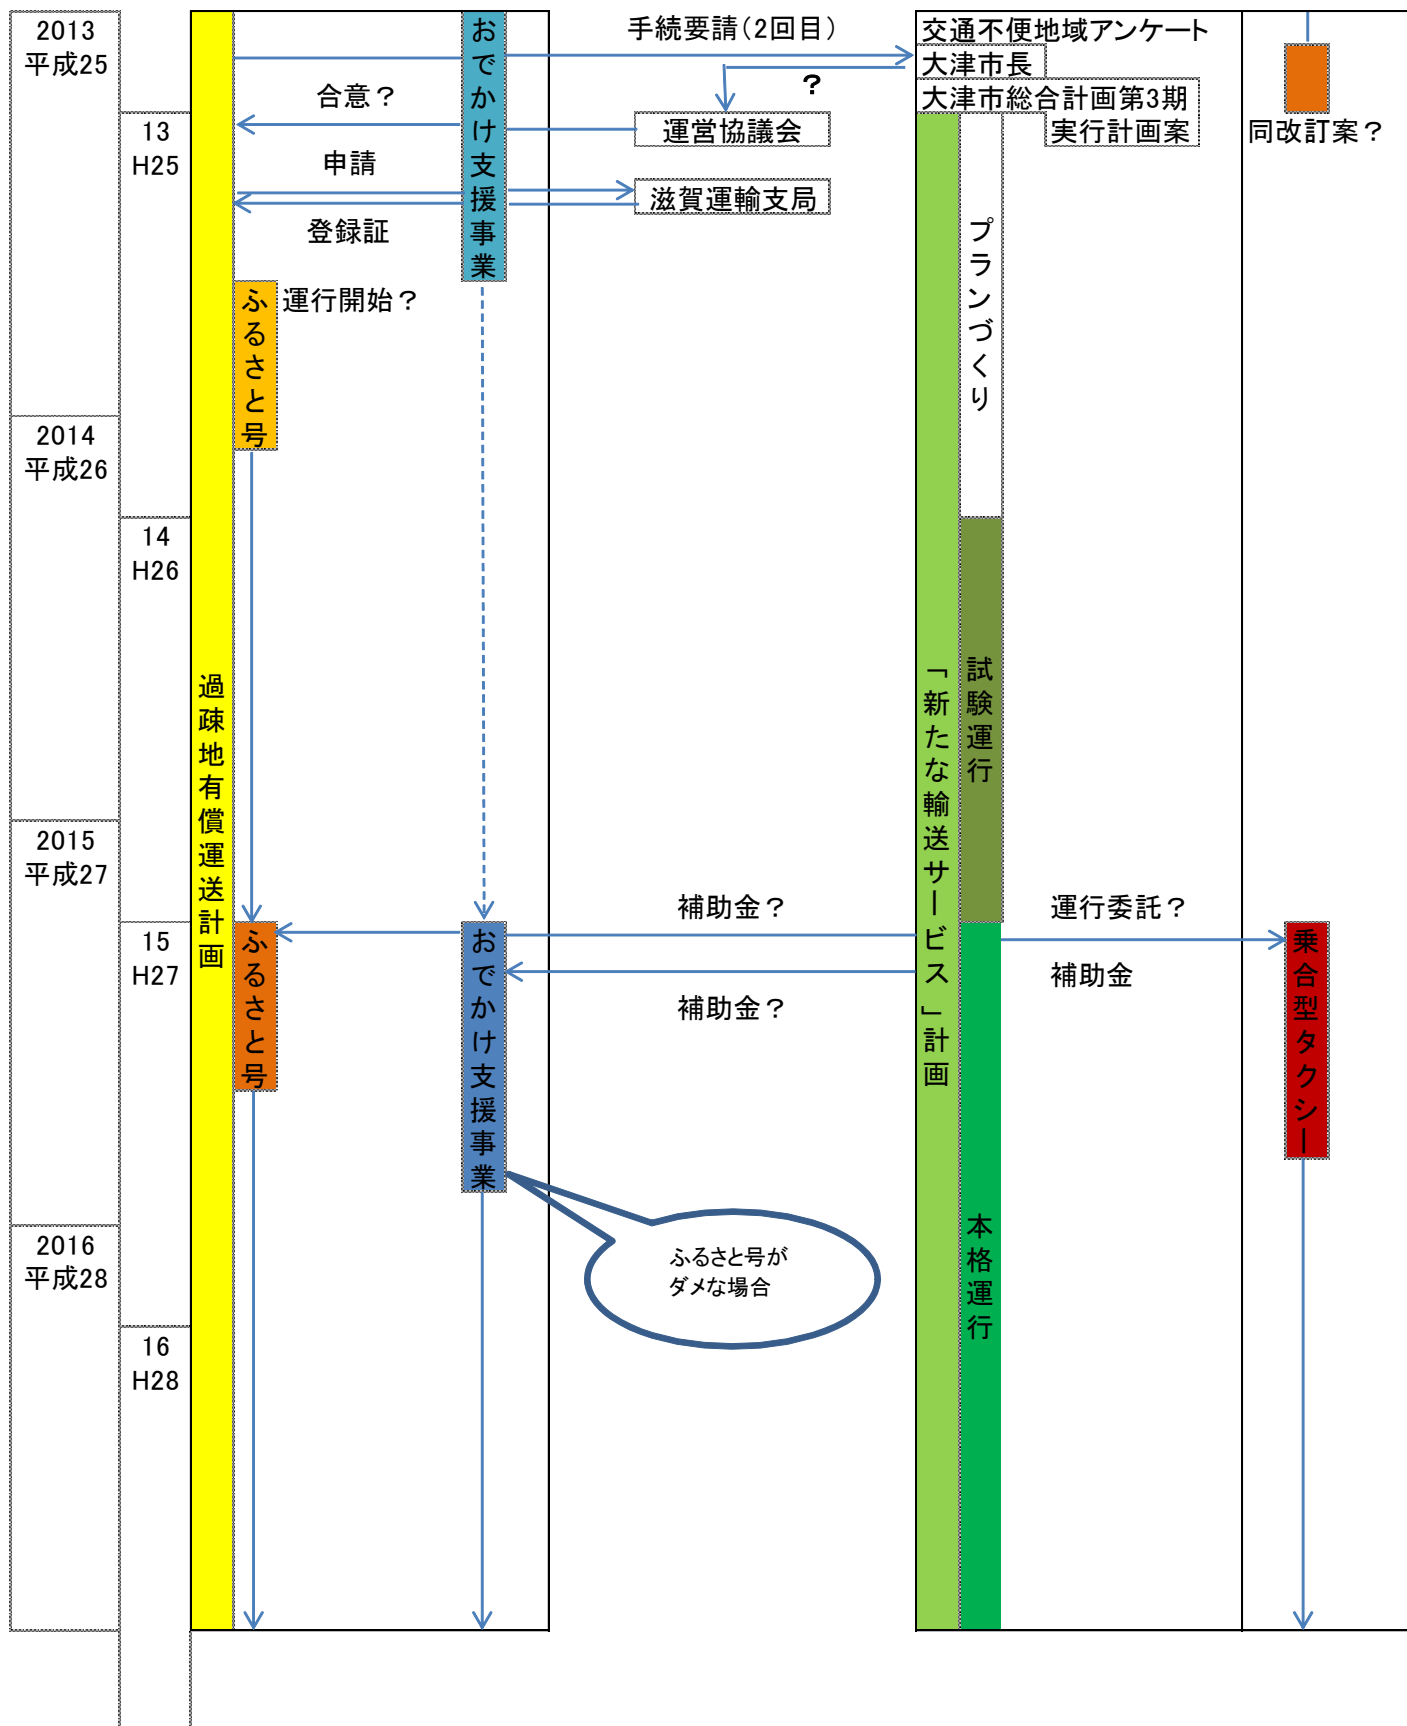 2013
平成25
おでかけ支援事業
手続要請(2回目)
交通不便地域アンケート
大津市長
?
大津市総合計画第3期
実行計画案
同改訂案?
合意?
運営協議会
13
H25
申請
滋賀運輸支局
登録証
プランづくり
ふるさと号
運行開始?
2014
平成26
14
H26
過疎地有償運送計画
「新たな輸送サービス」計画
試験運行
2015
平成27
補助金?
運行委託?
15
H27
ふるさと号
おでかけ支援事業
乗合型タクシー
補助金
補助金?
本格運行
2016
平成28
ふるさと号が
ダメな場合
16
H28